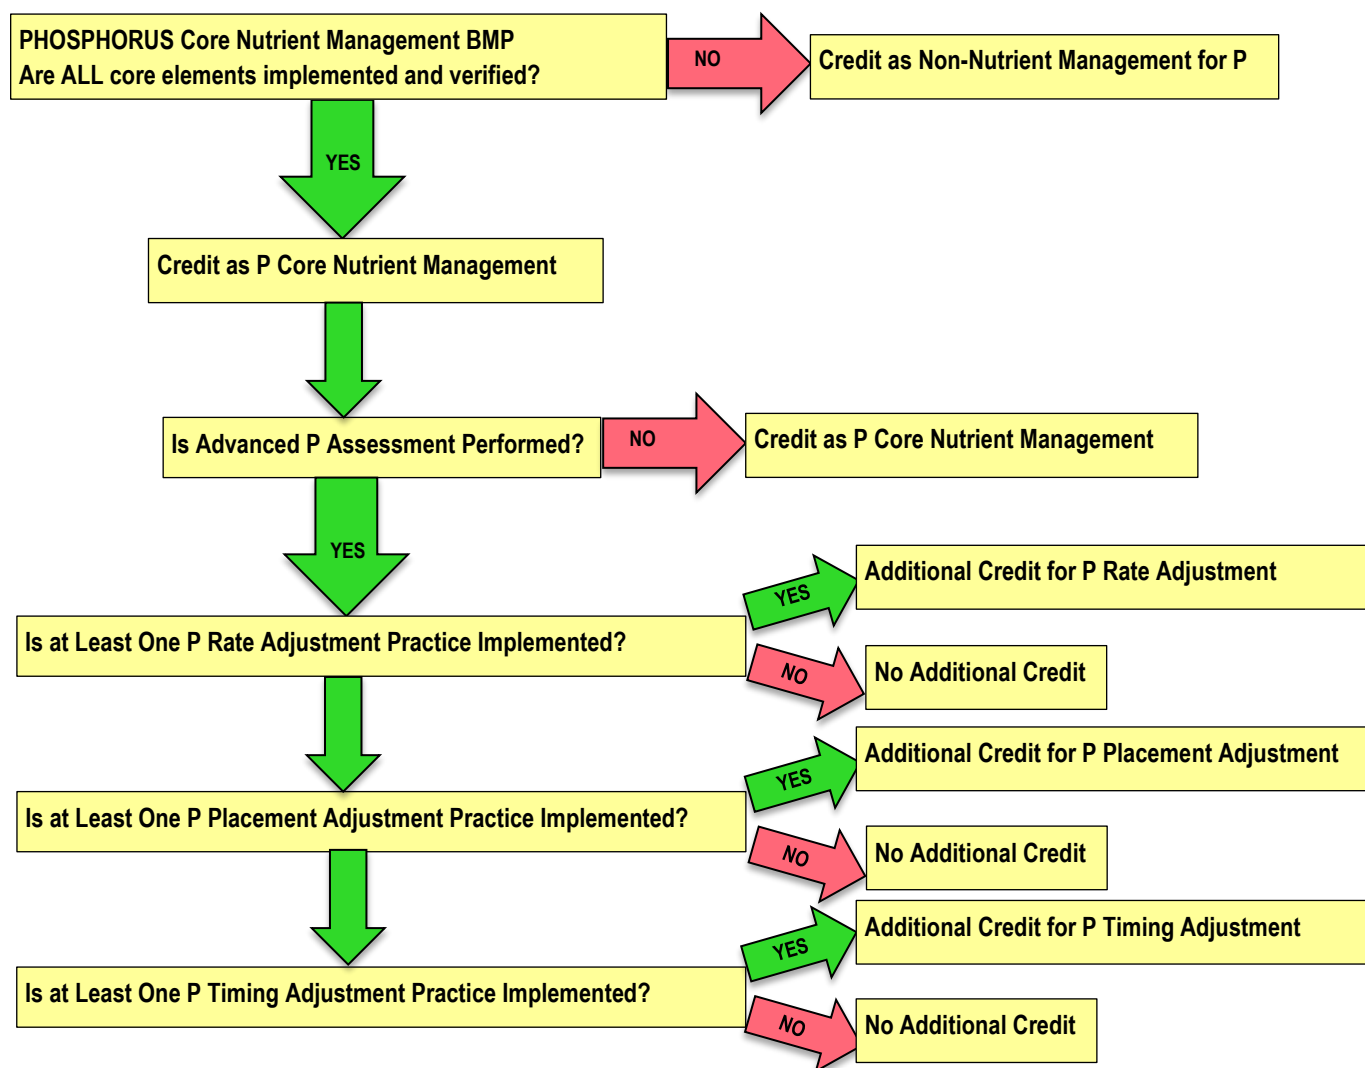 PHOSPHORUS Core Nutrient Management BMP
Are ALL core elements implemented and verified?
NO
Credit as Non-Nutrient Management for P
YES
Credit as P Core Nutrient Management
Is Advanced P Assessment Performed?
NO
Credit as P Core Nutrient Management
YES
Is at Least One P Rate Adjustment Practice Implemented?
YES
Additional Credit for P Rate Adjustment
NO
No Additional Credit
Is at Least One P Placement Adjustment Practice Implemented?
YES
Additional Credit for P Placement Adjustment
NO
No Additional Credit
Is at Least One P Timing Adjustment Practice Implemented?
YES
Additional Credit for P Timing Adjustment
NO
No Additional Credit